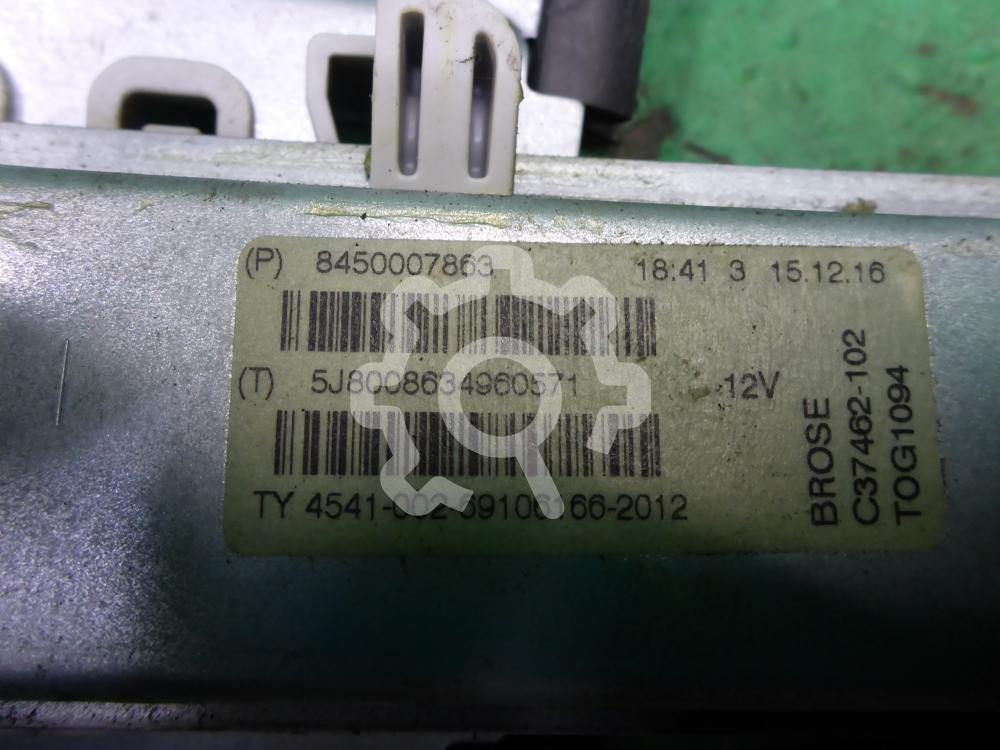 (P) 8450007863 18:41 3 15.12.16
(T) 5J8008634960571 12V
TY 4541-002-59106166-2012
BROSE
C37462-102
TOG1094